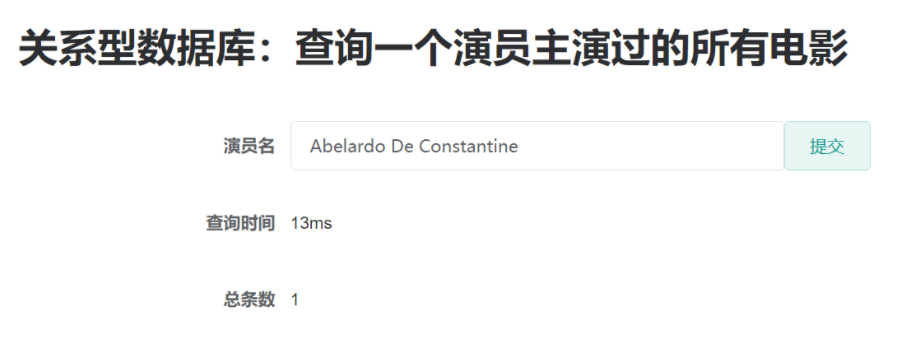 关系型数据库：查询一个演员主演过的所有电影
演员名 Abelardo De Constantine 提交
查询时间 13ms
总条数 1